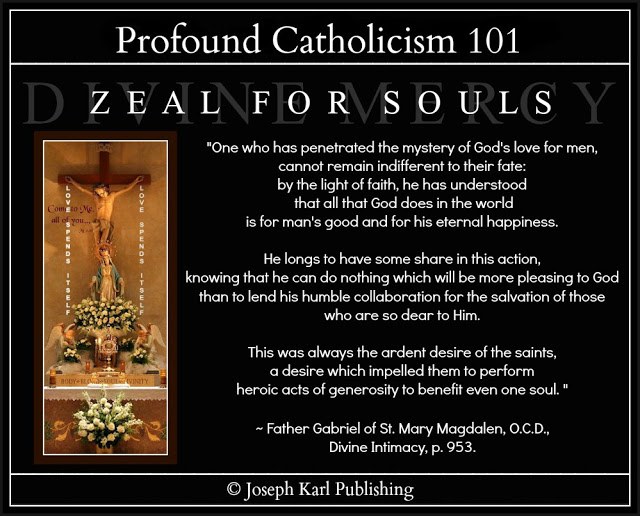 Profound Catholicism 101
DIVINE MERCY
ZEAL FOR SOULS
LOVE SPENDS ITSELF
Come to Me,
all of you....
LOVE SPENDS ITSELF
BODY BLOOD SOUL DIVINITY
"One who has penetrated the mystery of God's love for men,
cannot remain indifferent to their fate:
by the light of faith, he has understood
that all that God does in the world
is for man's good and for his eternal happiness.
He longs to have some share in this action,
knowing that he can do nothing which will be more pleasing to God
than to lend his humble collaboration for the salvation of those
who are so dear to Him.
This was always the ardent desire of the saints,
a desire which impelled them to perform
heroic acts of generosity to benefit even one soul. "
~ Father Gabriel of St. Mary Magdalen, O.C.D.,
Divine Intimacy, p. 953.
© Joseph Karl Publishing